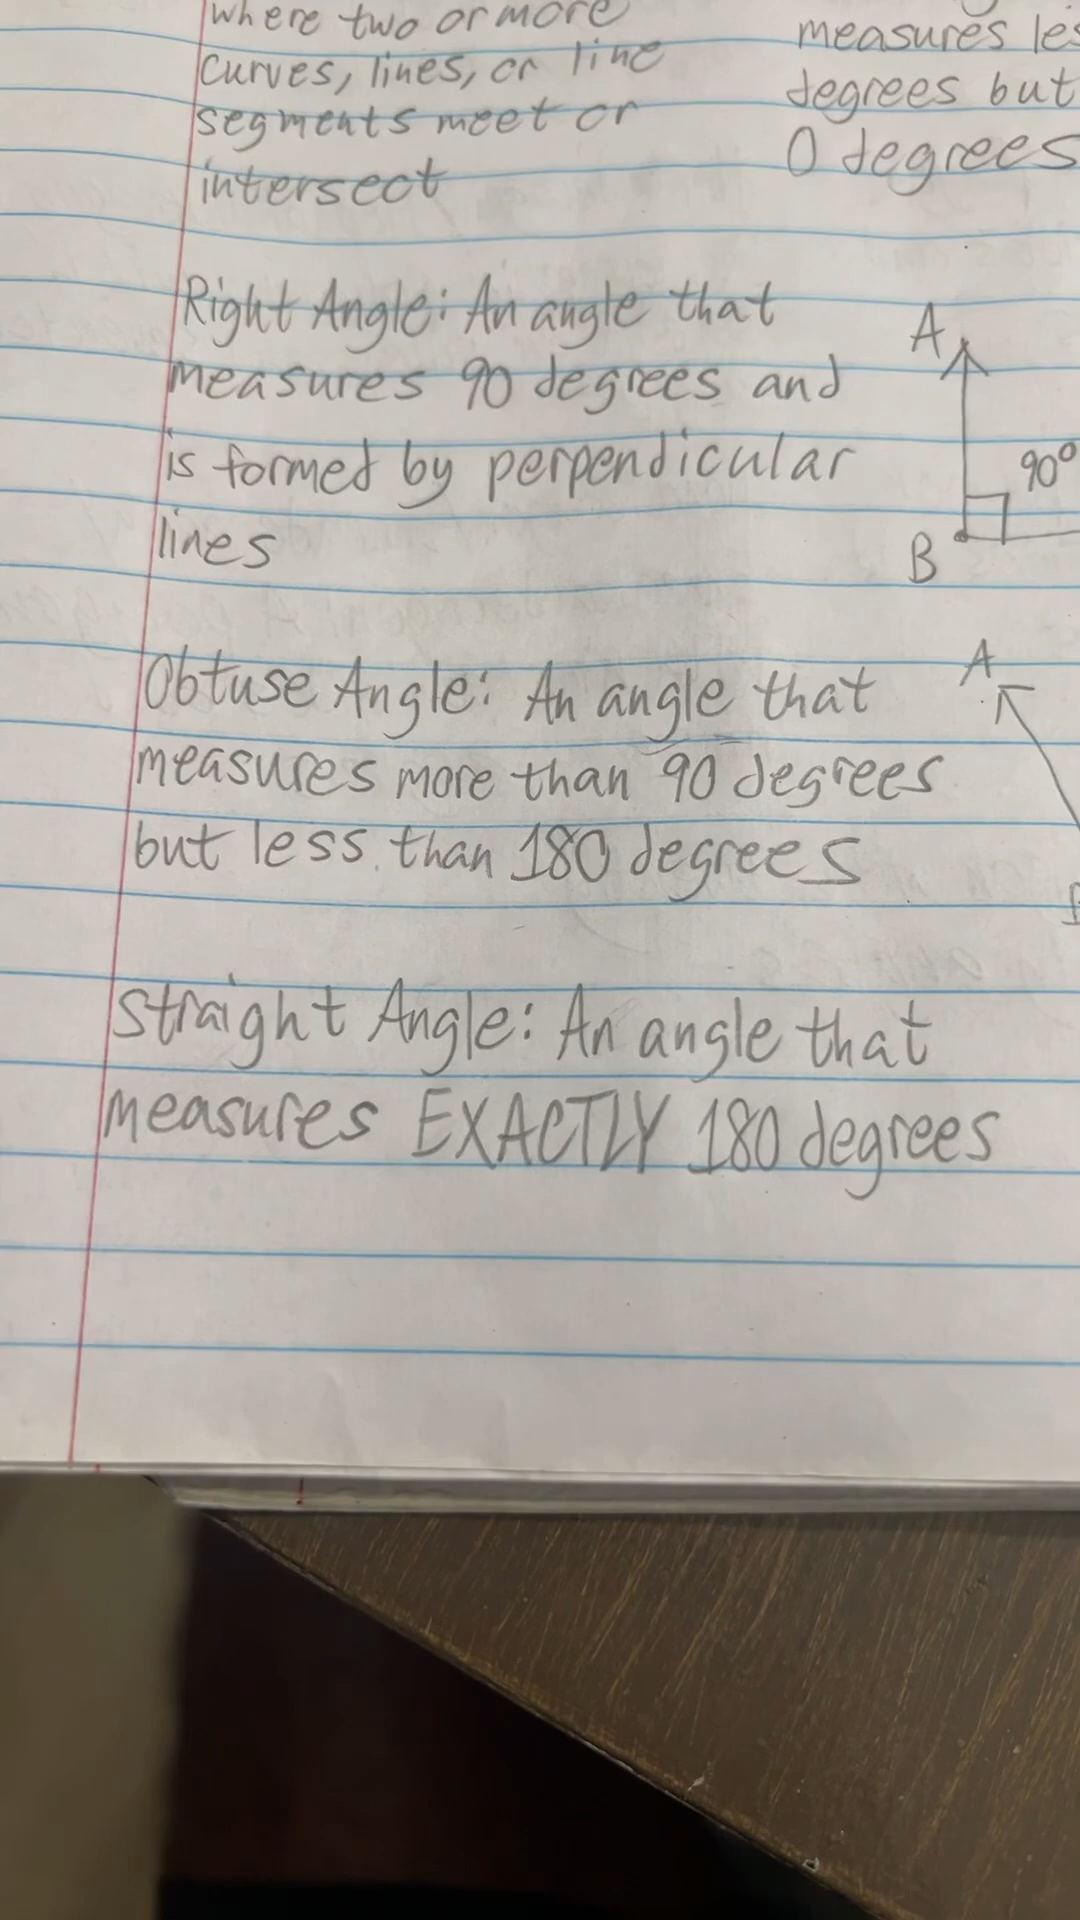 where two or more
curves, lines, or line
segments meet or
intersect
measures les
degrees but
0 degrees
Right Angle: An angle that
measures 90 degrees and
is formed by perpendicular
lines
A
90°
B
Obtuse Angle: An angle that
measures more than 90 degrees
but less than 180 degrees
A
Straight Angle: An angle that
measures EXACTLY 180 degrees